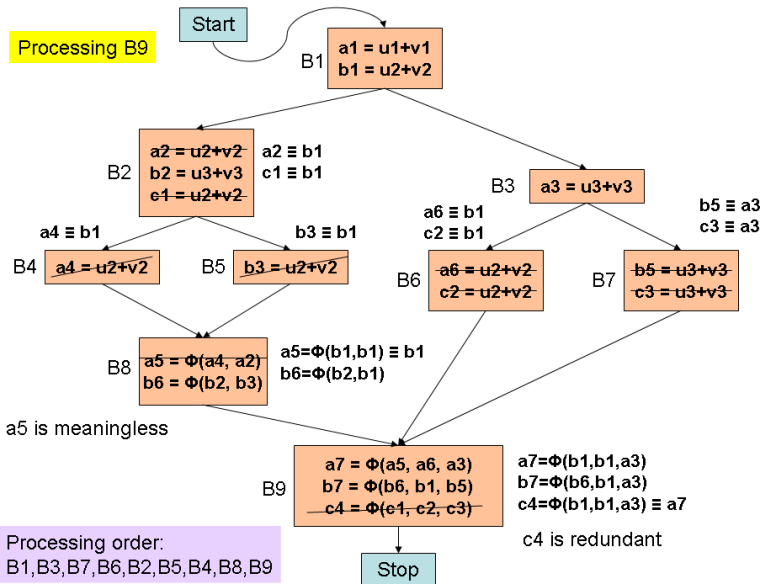 Start
Processing B9
B1
a1 = u1+v1
b1 = u2+v2
B2
a2 = u2+v2
b2 = u3+v3
c1 = u2+v2
a2 ≡ b1
c1 ≡ b1
B3
a3 = u3+v3
a4 ≡ b1
B4
a4 = u2+v2
b3 ≡ b1
B5
b3 = u2+v2
a6 ≡ b1
c2 ≡ b1
B6
a6 = u2+v2
c2 = u2+v2
b5 ≡ a3
c3 ≡ a3
B7
b5 = u3+v3
c3 = u3+v3
B8
a5 = Φ(a4, a2)
b6 = Φ(b2, b3)
a5=Φ(b1,b1) ≡ b1
b6=Φ(b2,b1)
a5 is meaningless
B9
a7 = Φ(a5, a6, a3)
b7 = Φ(b6, b1, b5)
c4 = Φ(c1, c2, c3)
a7=Φ(b1,b1,a3)
b7=Φ(b6,b1,a3)
c4=Φ(b1,b1,a3) ≡ a7
c4 is redundant
Processing order:
B1,B3,B7,B6,B2,B5,B4,B8,B9
Stop